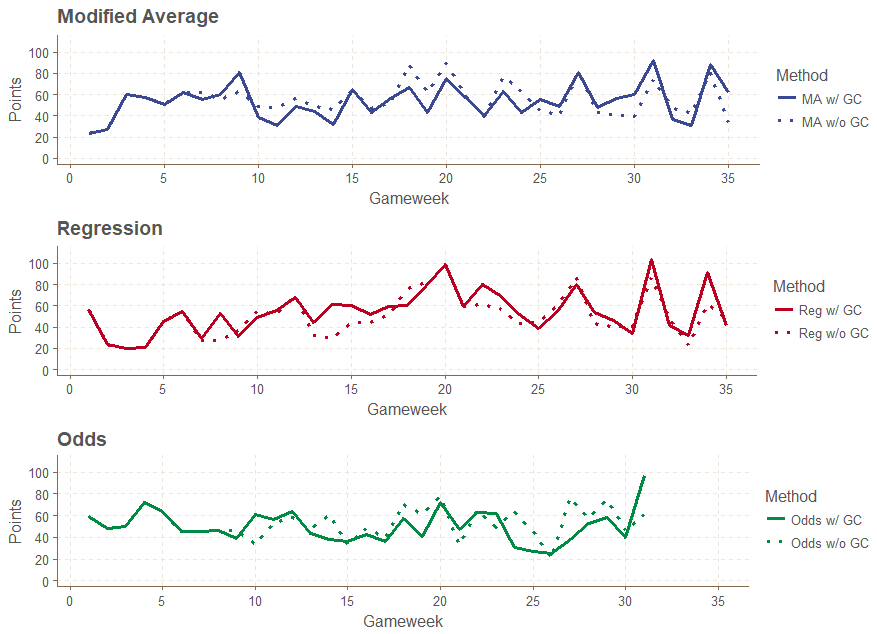 Modified Average
Points
100
80
60
40
20
0
0 5 10 15 20 25 30 35
Gameweek
Method
MA w/ GC
MA w/o GC
Regression
Points
100
80
60
40
20
0
0 5 10 15 20 25 30 35
Gameweek
Method
Reg w/ GC
Reg w/o GC
Odds
Points
100
80
60
40
20
0
0 5 10 15 20 25 30 35
Gameweek
Method
Odds w/ GC
Odds w/o GC